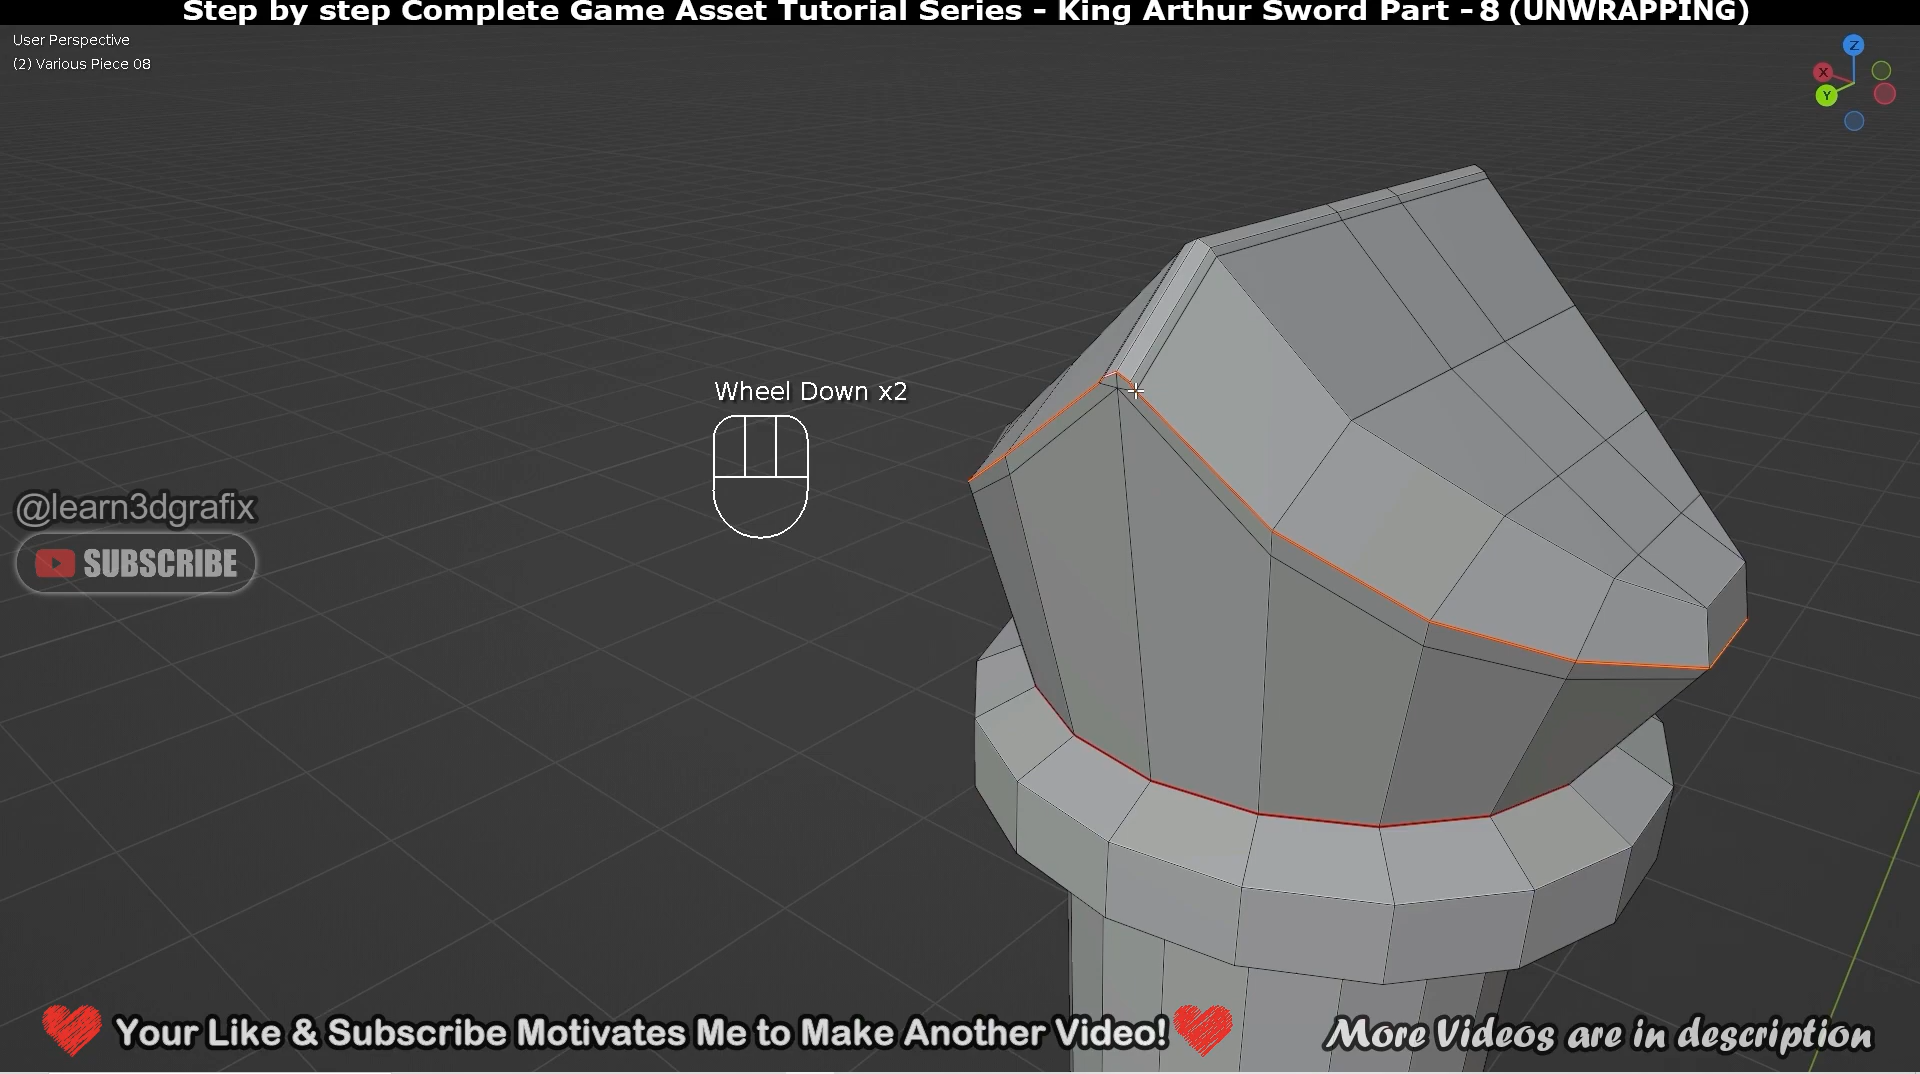 Step by step Complete Game Asset Tutorial Series - King Arthur Sword Part - 8 (UNWRAPPING)
User Perspective
(2) Various Piece 08
Z
X
Y
Wheel Down x2
@learn3dgrafix
SUBSCRIBE
Your Like & Subscribe Motivates Me to Make Another Video!
More Videos are in description